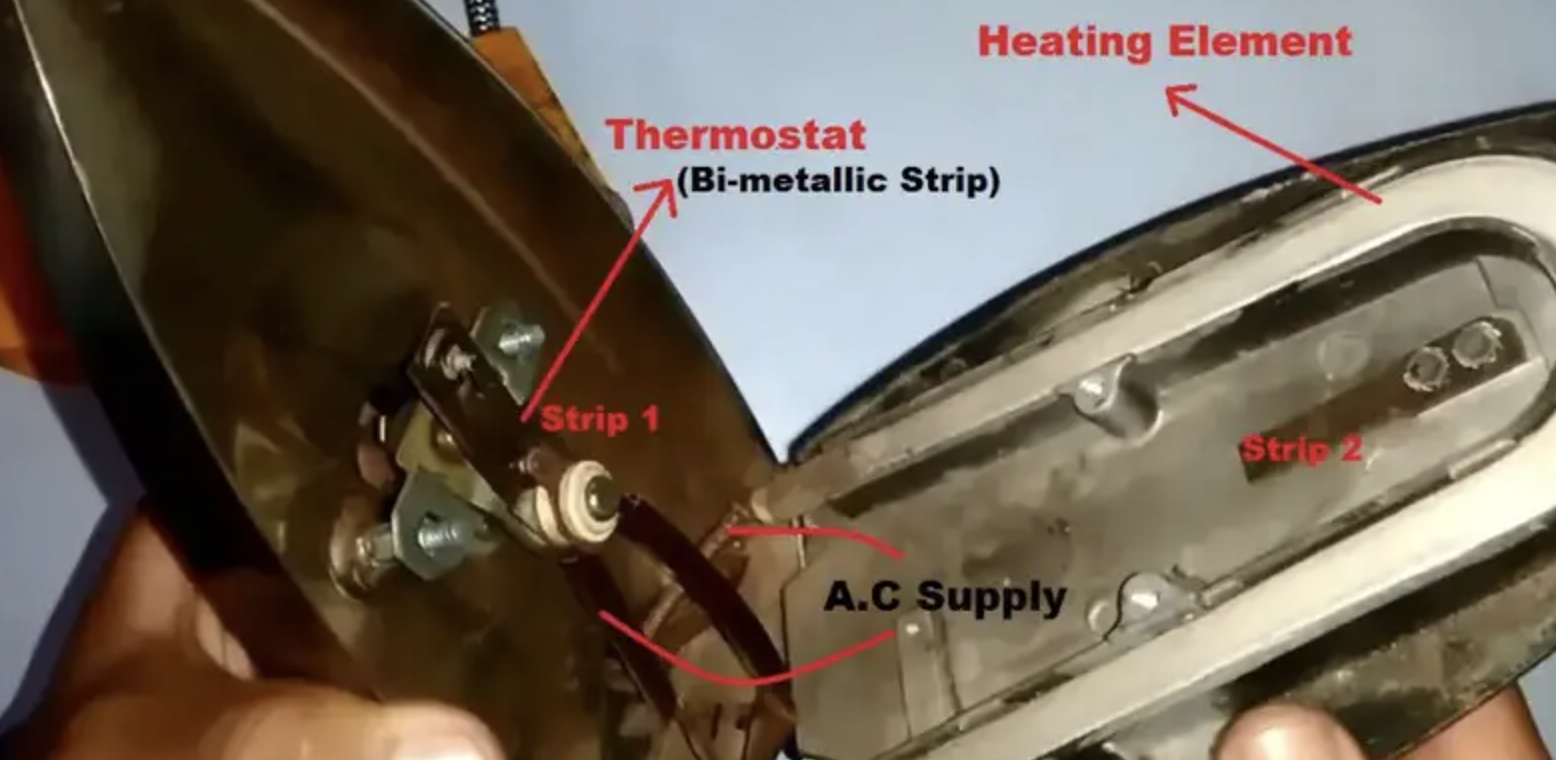 Heating Element
Thermostat
(Bi-metallic Strip)
Strip 1
Strip 2
A.C Supply